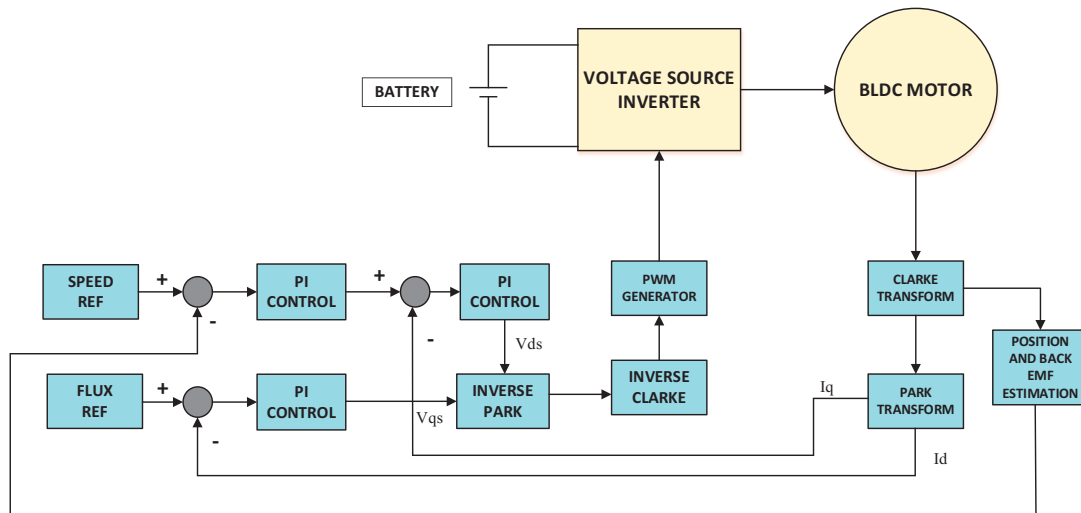 BATTERY
VOLTAGE SOURCE
INVERTER
BLDC MOTOR
SPEED
REF
+
-
PI
CONTROL
+
-
PI
CONTROL
PWM
GENERATOR
CLARKE
TRANSFORM
POSITION
AND BACK
EMF
ESTIMATION
Vds
FLUX
REF
+
-
PI
CONTROL
Vqs
INVERSE
PARK
INVERSE
CLARKE
Iq
PARK
TRANSFORM
Id